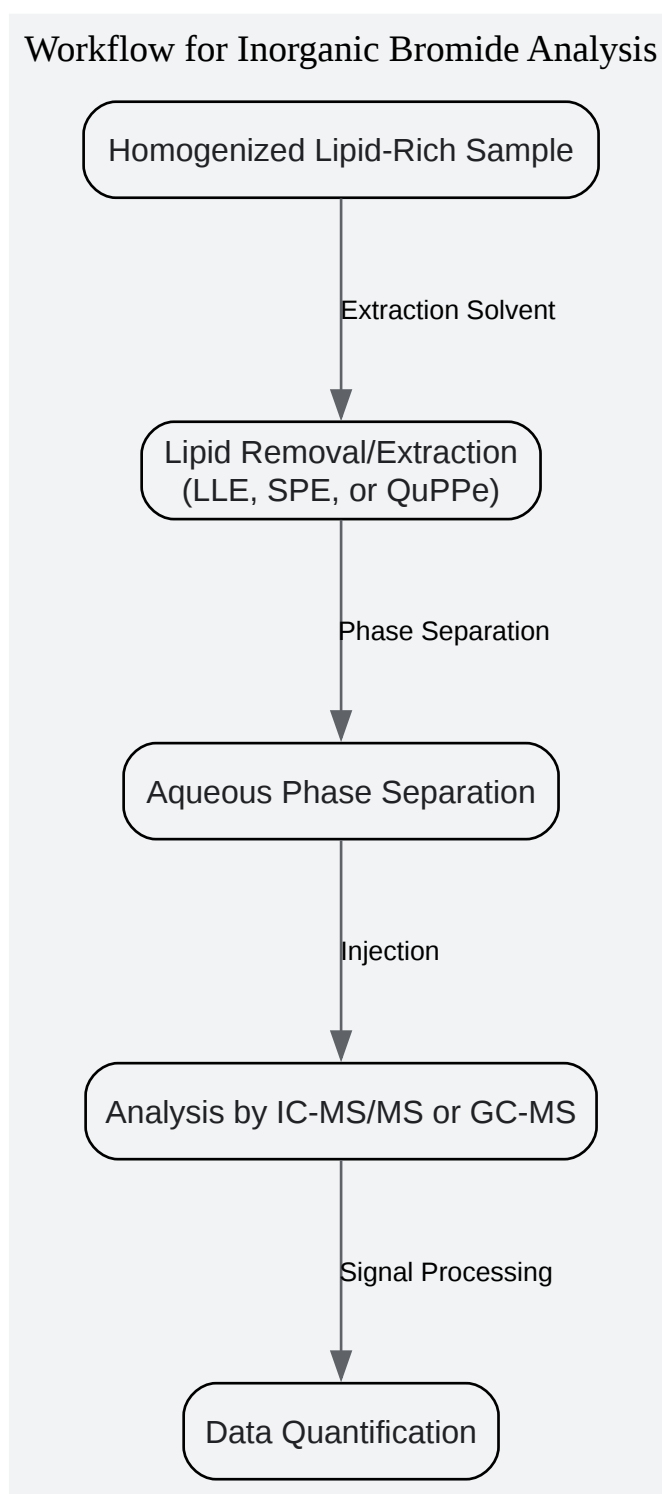 Workflow for Inorganic Bromide Analysis
Homogenized Lipid-Rich Sample
Extraction Solvent
Lipid Removal/Extraction
(LLE, SPE, or QuPPe)
Phase Separation
Aqueous Phase Separation
Injection
Analysis by IC-MS/MS or GC-MS
Signal Processing
Data Quantification